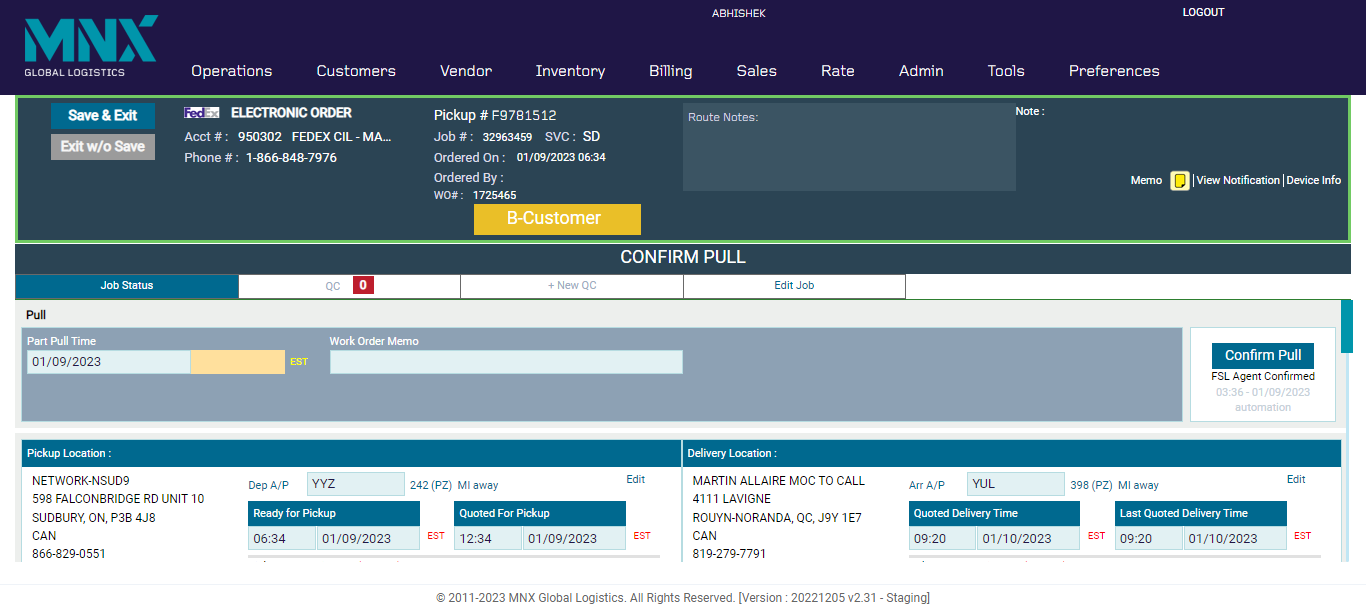 ABHISHEK
LOGOUT
MNX
GLOBAL LOGISTICS
Operations Customers Vendor Inventory Billing Sales Rate Admin Tools Preferences
Save & Exit
Exit w/o Save
FedEx ELECTRONIC ORDER
Acct # : 950302 FEDEX CIL - MA...
Phone # : 1-866-848-7976
Pickup # F9781512
Job # : 32963459 SVC : SD
Ordered On : 01/09/2023 06:34
Ordered By :
WO# : 1725465
B-Customer
Route Notes:
Note :
Memo View Notification Device Info
CONFIRM PULL
Job Status QC 0 + New QC Edit Job
Pull
Part Pull Time
01/09/2023 EST
Work Order Memo
Confirm Pull
FSL Agent Confirmed
03:36 - 01/09/2023
automation
Pickup Location :
NETWORK-NSUD9
598 FALCONBRIDGE RD UNIT 10
SUDBURY, ON, P3B 4J8
CAN
866-829-0551
Dep A/P YYZ 242 (PZ) MI away
Edit
Ready for Pickup
06:34 01/09/2023 EST
Quoted For Pickup
12:34 01/09/2023 EST
Delivery Location :
MARTIN ALLAIRE MOC TO CALL
4111 LAVIGNE
ROUYN-NORANDA, QC, J9Y 1E7
CAN
819-279-7791
Arr A/P YUL 398 (PZ) MI away
Edit
Quoted Delivery Time
09:20 01/10/2023 EST
Last Quoted Delivery Time
09:20 01/10/2023 EST
© 2011-2023 MNX Global Logistics. All Rights Reserved. [Version : 20221205 v2.31 - Staging]